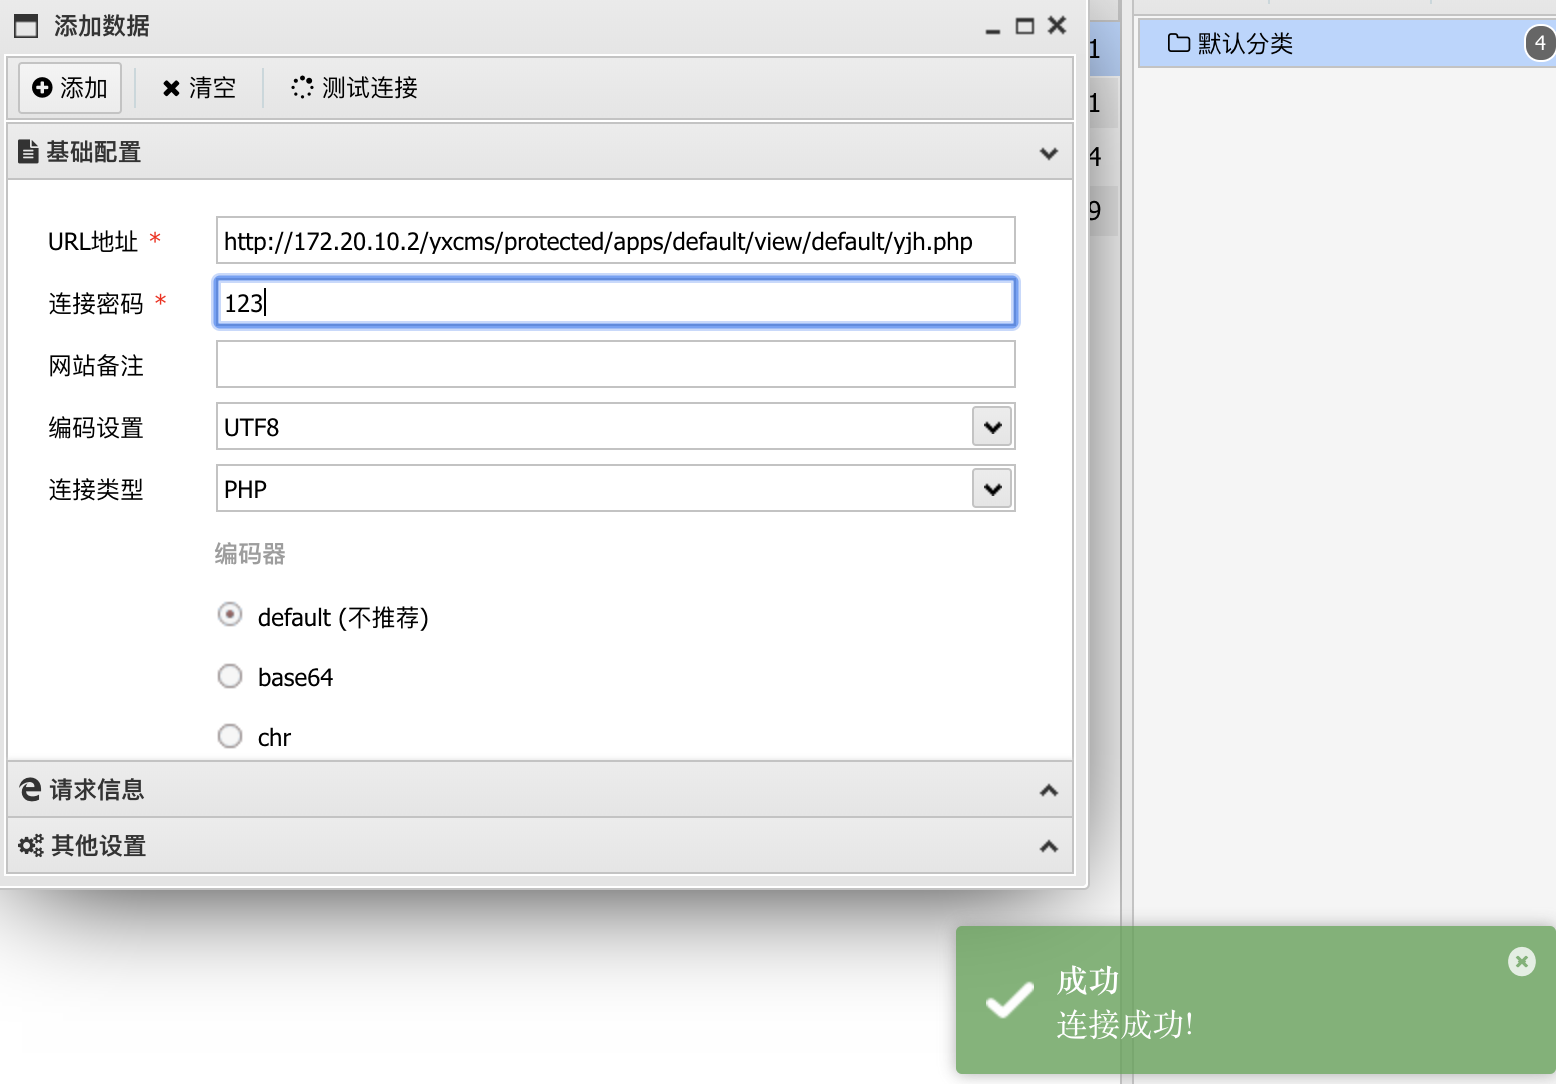 添加数据
添加
清空
测试连接
基础配置
URL地址 *
http://172.20.10.2/yxcms/protected/apps/default/view/default/yjh.php
连接密码 *
123
网站备注
编码设置
UTF8
连接类型
PHP
编码器
default (不推荐)
base64
chr
请求信息
其他设置
1
1
4
9
默认分类
4
成功
连接成功!